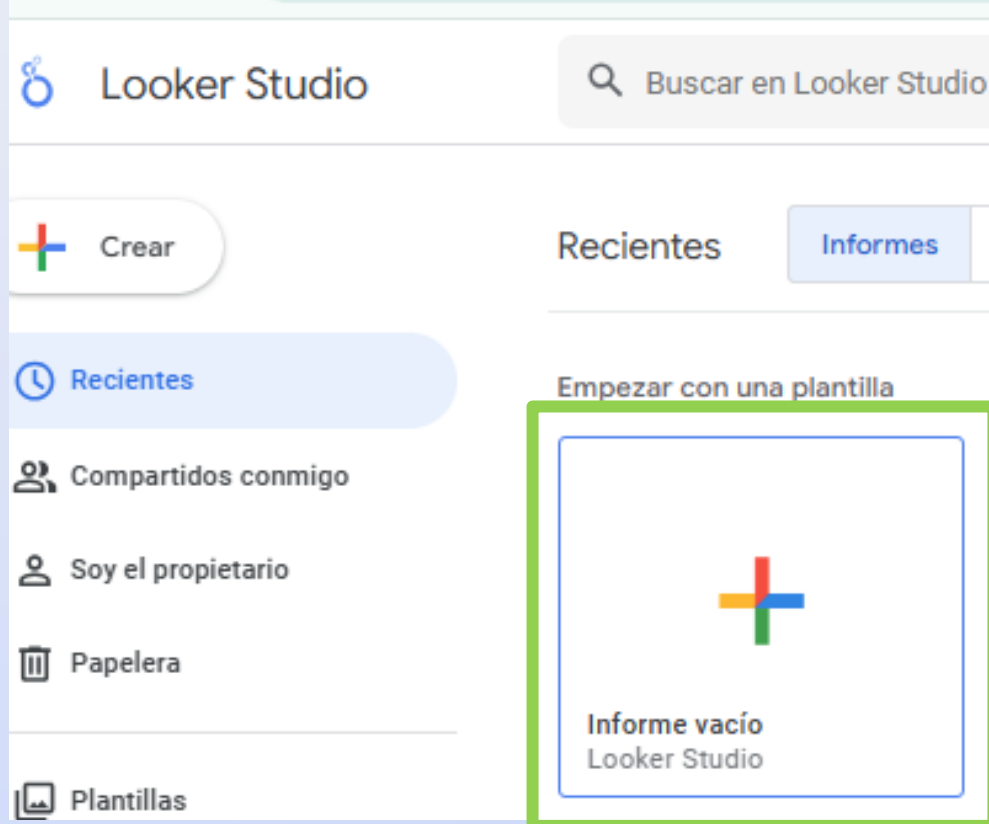 Looker Studio
Buscar en Looker Studio
Crear
Recientes
Informes
Recientes
Empezar con una plantilla
Compartidos conmigo
Soy el propietario
Papelera
Informe vacío
Looker Studio
Plantillas